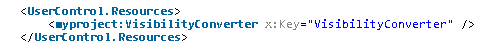 <UserControl.Resources>
<myproject:VisibilityConverter x:Key="VisibilityConverter" />
</UserControl.Resources>